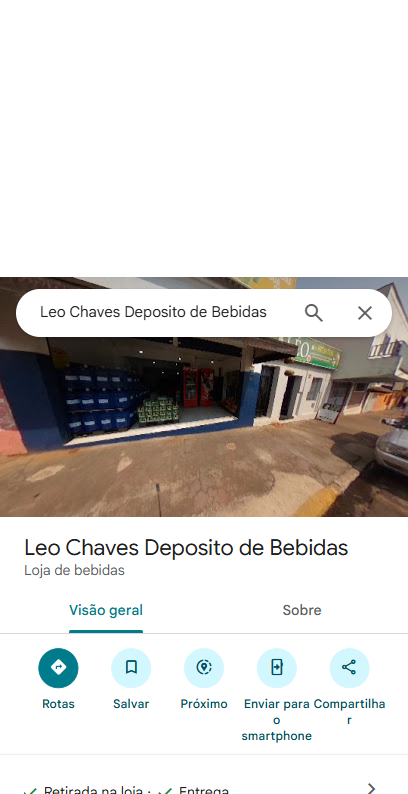 Leo Chaves Deposito de Bebidas
Leo Chaves Deposito de Bebidas
Loja de bebidas
Visão geral
Sobre
Rotas
Salvar
Próximo
Enviar para o smartphone
Compartilhar
Retirada na loja · Entrega